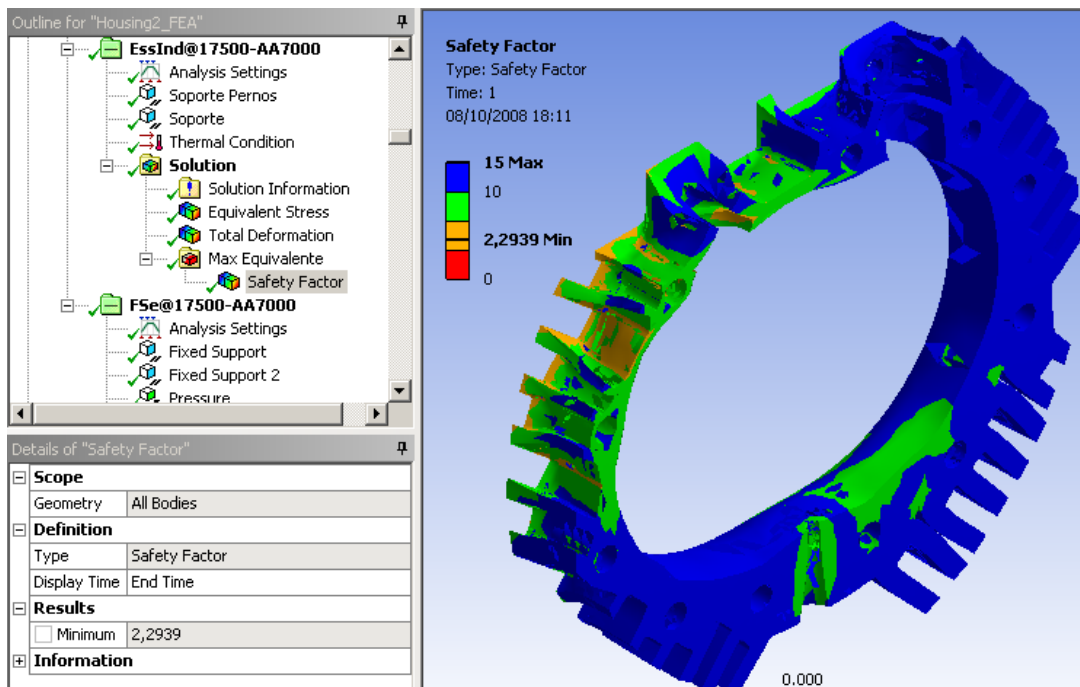 Outline for "Housing2_FEA"
EssInd@17500-AA7000
Analysis Settings
Soporte Pernos
Soporte
Thermal Condition
Solution
Solution Information
Equivalent Stress
Total Deformation
Max Equivalente
Safety Factor
FSe@17500-AA7000
Analysis Settings
Fixed Support
Fixed Support 2
Pressure
Details of "Safety Factor"
Scope
Geometry All Bodies
Definition
Type Safety Factor
Display Time End Time
Results
Minimum 2,2939
Information
Safety Factor
Type: Safety Factor
Time: 1
08/10/2008 18:11
15 Max
10
2,2939 Min
0
0.000